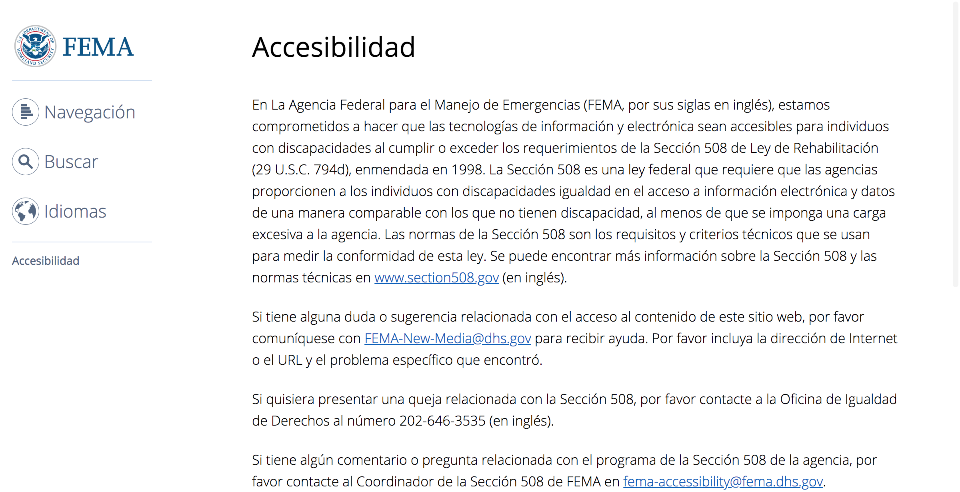 FEMA
Navegación
Buscar
Idiomas
Accesibilidad
Accesibilidad
En La Agencia Federal para el Manejo de Emergencias (FEMA, por sus siglas en inglés), estamos
comprometidos a hacer que las tecnologías de información y electrónica sean accesibles para individuos
con discapacidades al cumplir o exceder los requerimientos de la Sección 508 de Ley de Rehabilitación
(29 U.S.C. 794d), enmendada en 1998. La Sección 508 es una ley federal que requiere que las agencias
proporcionen a los individuos con discapacidades igualdad en el acceso a información electrónica y datos
de una manera comparable con los que no tienen discapacidad, al menos de que se imponga una carga
excesiva a la agencia. Las normas de la Sección 508 son los requisitos y criterios técnicos que se usan
para medir la conformidad de esta ley. Se puede encontrar más información sobre la Sección 508 y las
normas técnicas en www.section508.gov (en inglés).
Si tiene alguna duda o sugerencia relacionada con el acceso al contenido de este sitio web, por favor
comuníquese con FEMA-New-Media@dhs.gov para recibir ayuda. Por favor incluya la dirección de Internet
o el URL y el problema específico que encontró.
Si quisiera presentar una queja relacionada con la Sección 508, por favor contacte a la Oficina de Igualdad
de Derechos al número 202-646-3535 (en inglés).
Si tiene algún comentario o pregunta relacionada con el programa de la Sección 508 de la agencia, por
favor contacte al Coordinador de la Sección 508 de FEMA en fema-accessibility@fema.dhs.gov.